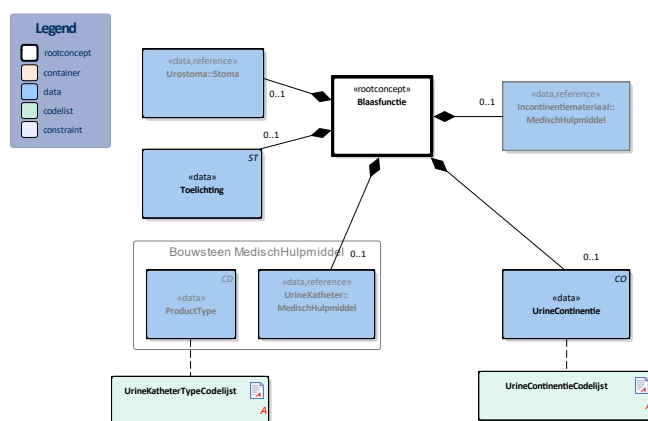 Legend
rootconcept
container
data
codelist
constraint
«data,reference»
Urostoma::Stoma
0..1
«rootconcept»
Blaasfunctie
0..1
«data,reference»
Incontinentiemateriaal::
MedischHulpmiddel
0..1
ST
«data»
Toelichting
Bouwsteen MedischHulpmiddel
0..1
0..1
CD
«data»
ProductType
«data,reference»
UrineKatheter::
MedischHulpmiddel
CO
«data»
UrineContinentie
UrineKatheterTypeCodelijst
A
UrineContinentieCodelijst